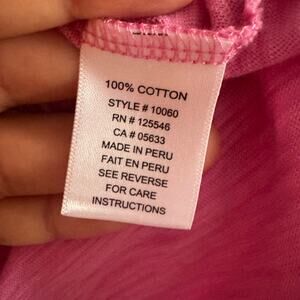 100% COTTON
STYLE # 10060
RN # 125546
CA # 05633
MADE IN PERU
FAIT EN PERU
SEE REVERSE
FOR CARE
INSTRUCTIONS